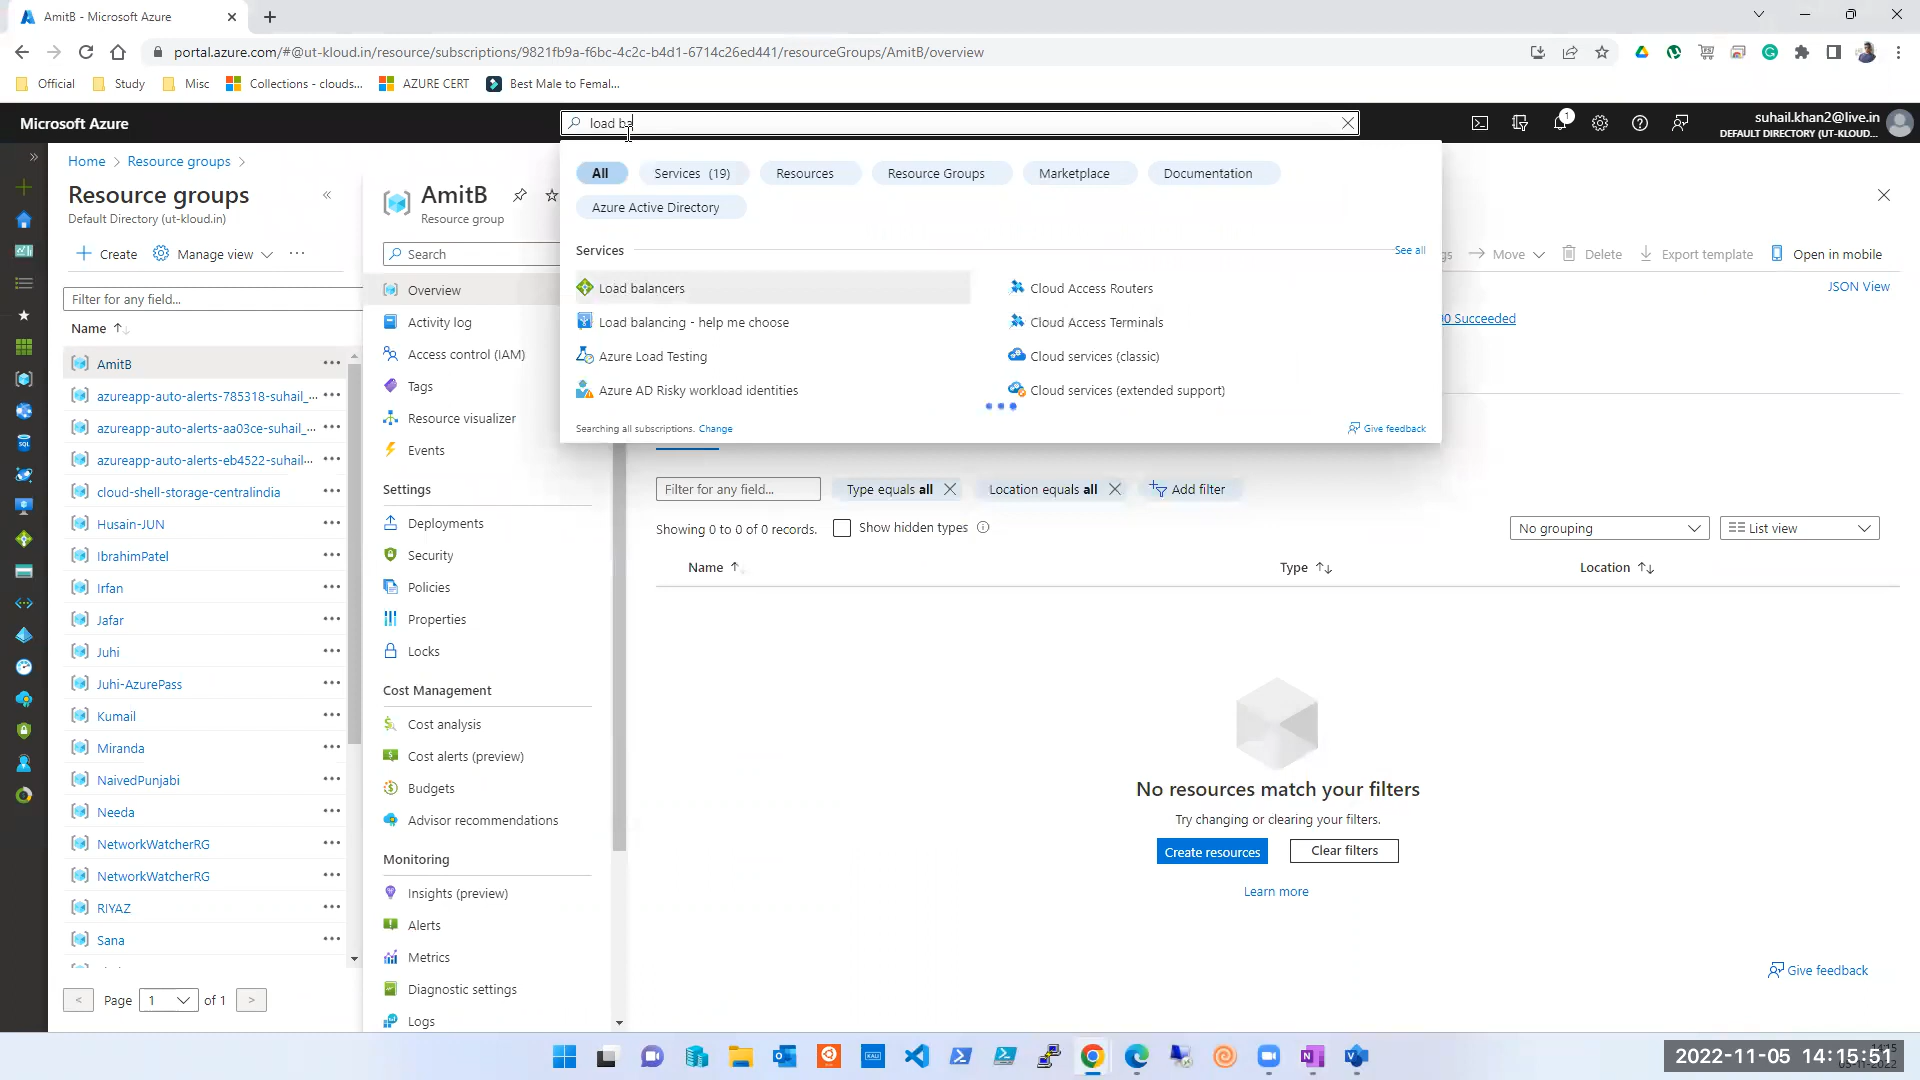 AmitB - Microsoft Azure
portal.azure.com/#@ut-kloud.in/resource/subscriptions/9821fb9a-f6bc-4c2c-b4d1-6714c26ed441/resourceGroups/AmitB/overview
Official
Study
Misc
Collections - clouds...
AZURE CERT
Best Male to Femal...
Microsoft Azure
load ba
1
suhail.khan2@live.in
DEFAULT DIRECTORY (UT-KLOUD....
Home > Resource groups >
Resource groups
Default Directory (ut-kloud.in)
Create
Manage view
Filter for any field...
Name
AmitB
azureapp-auto-alerts-785318-suhail_...
azureapp-auto-alerts-aa03ce-suhail_...
azureapp-auto-alerts-eb4522-suhail...
cloud-shell-storage-centralindia
Husain-JUN
IbrahimPatel
Irfan
Jafar
Juhi
Juhi-AzurePass
Kumail
Miranda
NaivedPunjabi
Needa
NetworkWatcherRG
NetworkWatcherRG
RIYAZ
Sana
< Page 1 of 1 >
AmitB
Resource group
Search
Overview
Activity log
Access control (IAM)
Tags
Resource visualizer
Events
Settings
Deployments
Security
Policies
Properties
Locks
Cost Management
Cost analysis
Cost alerts (preview)
Budgets
Advisor recommendations
Monitoring
Insights (preview)
Alerts
Metrics
Diagnostic settings
Logs
All
Services (19)
Resources
Resource Groups
Marketplace
Documentation
Azure Active Directory
Services
See all
Load balancers
Load balancing - help me choose
Azure Load Testing
Azure AD Risky workload identities
Cloud Access Routers
Cloud Access Terminals
Cloud services (classic)
Cloud services (extended support)
Searching all subscriptions. Change
Give feedback
Move
Delete
Export template
Open in mobile
JSON View
Succeeded
Filter for any field...
Type equals all
Location equals all
Add filter
Showing 0 to 0 of 0 records.
Show hidden types
No grouping
List view
Name
Type
Location
No resources match your filters
Try changing or clearing your filters.
Create resources
Clear filters
Learn more
Give feedback
2022-11-05 14:15:51